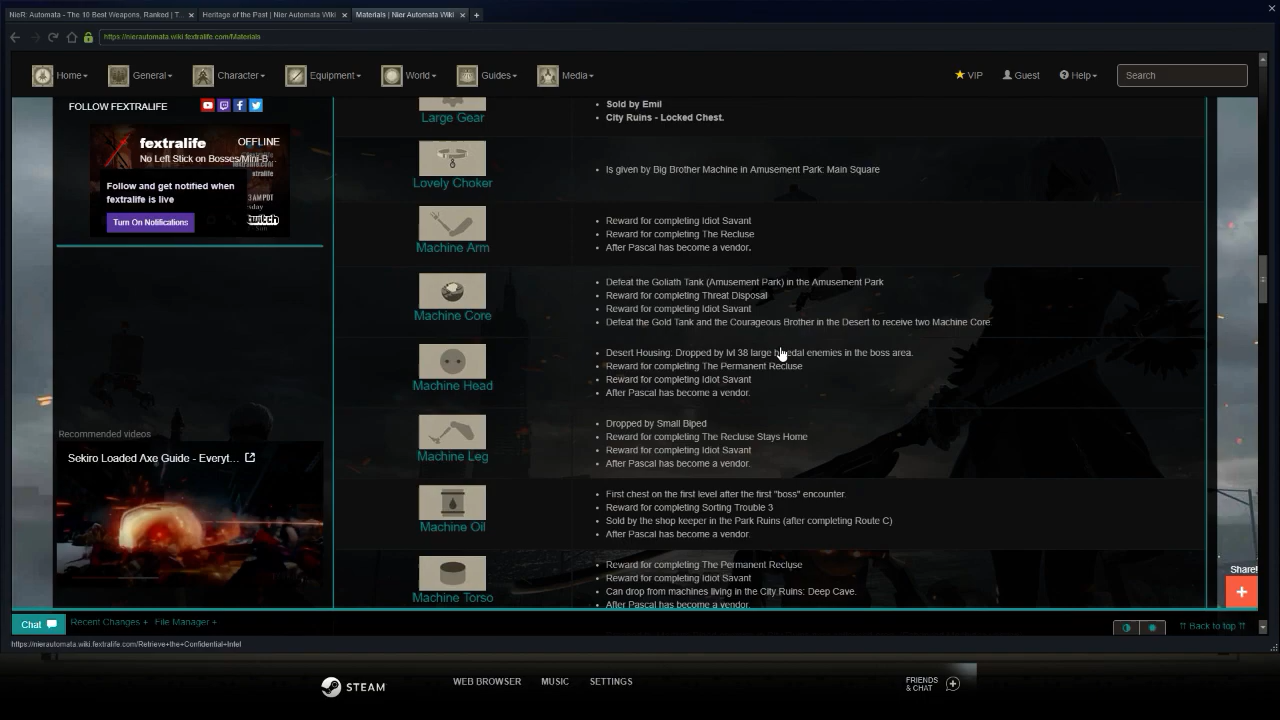 NieR: Automata - The 10 Best Weapons, Ranked | T...
Heritage of the Past | Nier Automata Wiki
Materials | Nier Automata Wiki
https://nierautomata.wiki.fextralife.com/Materials
Home
General
Character
Equipment
World
Guides
Media
VIP
Guest
Help
Search
FOLLOW FEXTRALIFE
fextralife
OFFLINE
No Left Stick on Bosses/Mini-B...
Follow and get notified when
fextralife is live
Turn On Notifications
twitch
Recommended videos
Sekiro Loaded Axe Guide - Everyt...
Large Gear
• Sold by Emil
• City Ruins - Locked Chest.
Lovely Choker
• Is given by Big Brother Machine in Amusement Park: Main Square
Machine Arm
• Reward for completing Idiot Savant
• Reward for completing The Recluse
• After Pascal has become a vendor.
Machine Core
• Defeat the Goliath Tank (Amusement Park) in the Amusement Park
• Reward for completing Threat Disposal
• Reward for completing Idiot Savant
• Defeat the Gold Tank and the Courageous Brother in the Desert to receive two Machine Core
Machine Head
• Desert Housing: Dropped by lvl 38 large bipedal enemies in the boss area.
• Reward for completing The Permanent Recluse
• Reward for completing Idiot Savant
• After Pascal has become a vendor.
Machine Leg
• Dropped by Small Biped
• Reward for completing The Recluse Stays Home
• Reward for completing Idiot Savant
• After Pascal has become a vendor.
Machine Oil
• First chest on the first level after the first "boss" encounter.
• Reward for completing Sorting Trouble 3
• Sold by the shop keeper in the Park Ruins (after completing Route C)
• After Pascal has become a vendor.
Machine Torso
• Reward for completing The Permanent Recluse
• Reward for completing Idiot Savant
• Can drop from machines living in the City Ruins: Deep Cave.
• After Pascal has become a vendor.
Share!
Chat
Recent Changes +
File Manager +
⇈ Back to top ⇈
https://nierautomata.wiki.fextralife.com/Retrieve+the+Confidential+Intel
STEAM
WEB BROWSER
MUSIC
SETTINGS
FRIENDS
& CHAT